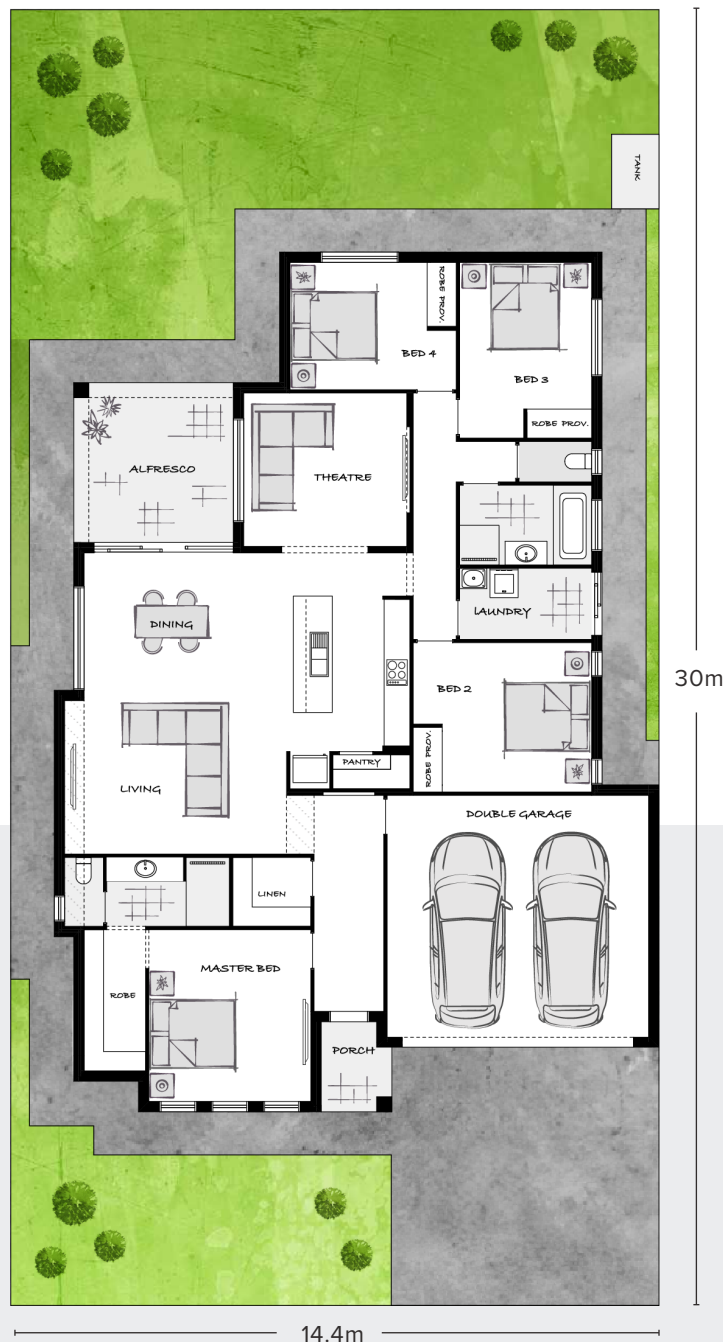 TANK
ROBE PROV.
BED 4
BED 3
ROBE PROV.
ALFRESCO
THEATRE
LAUNDRY
DINING
30m
BED 2
ROBE PROV.
PANTRY
LIVING
DOUBLE GARAGE
LINEN
MASTER BED
ROBE
PORCH
14.4m